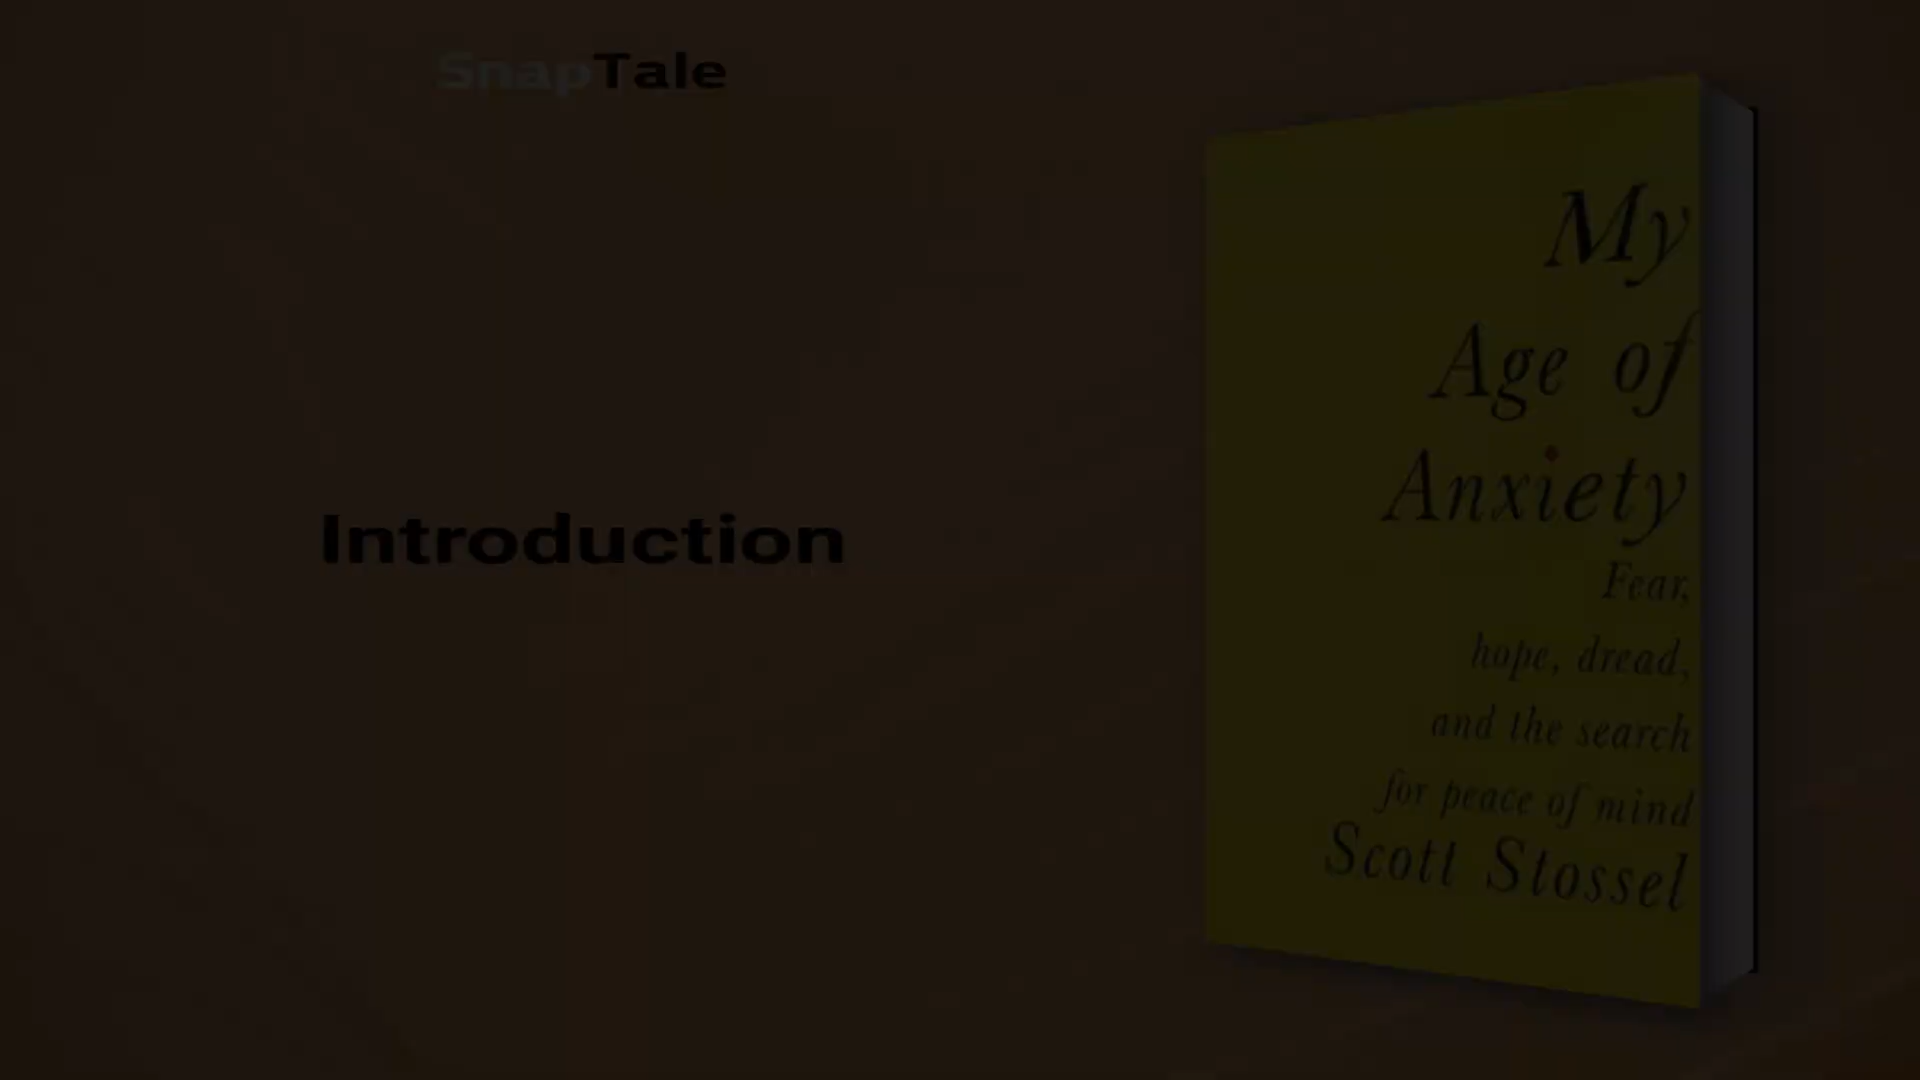 SnapTale
Introduction
My
Age of
Anxiety
Fear,
hope, dread,
and the search
for peace of mind
Scott Stossel